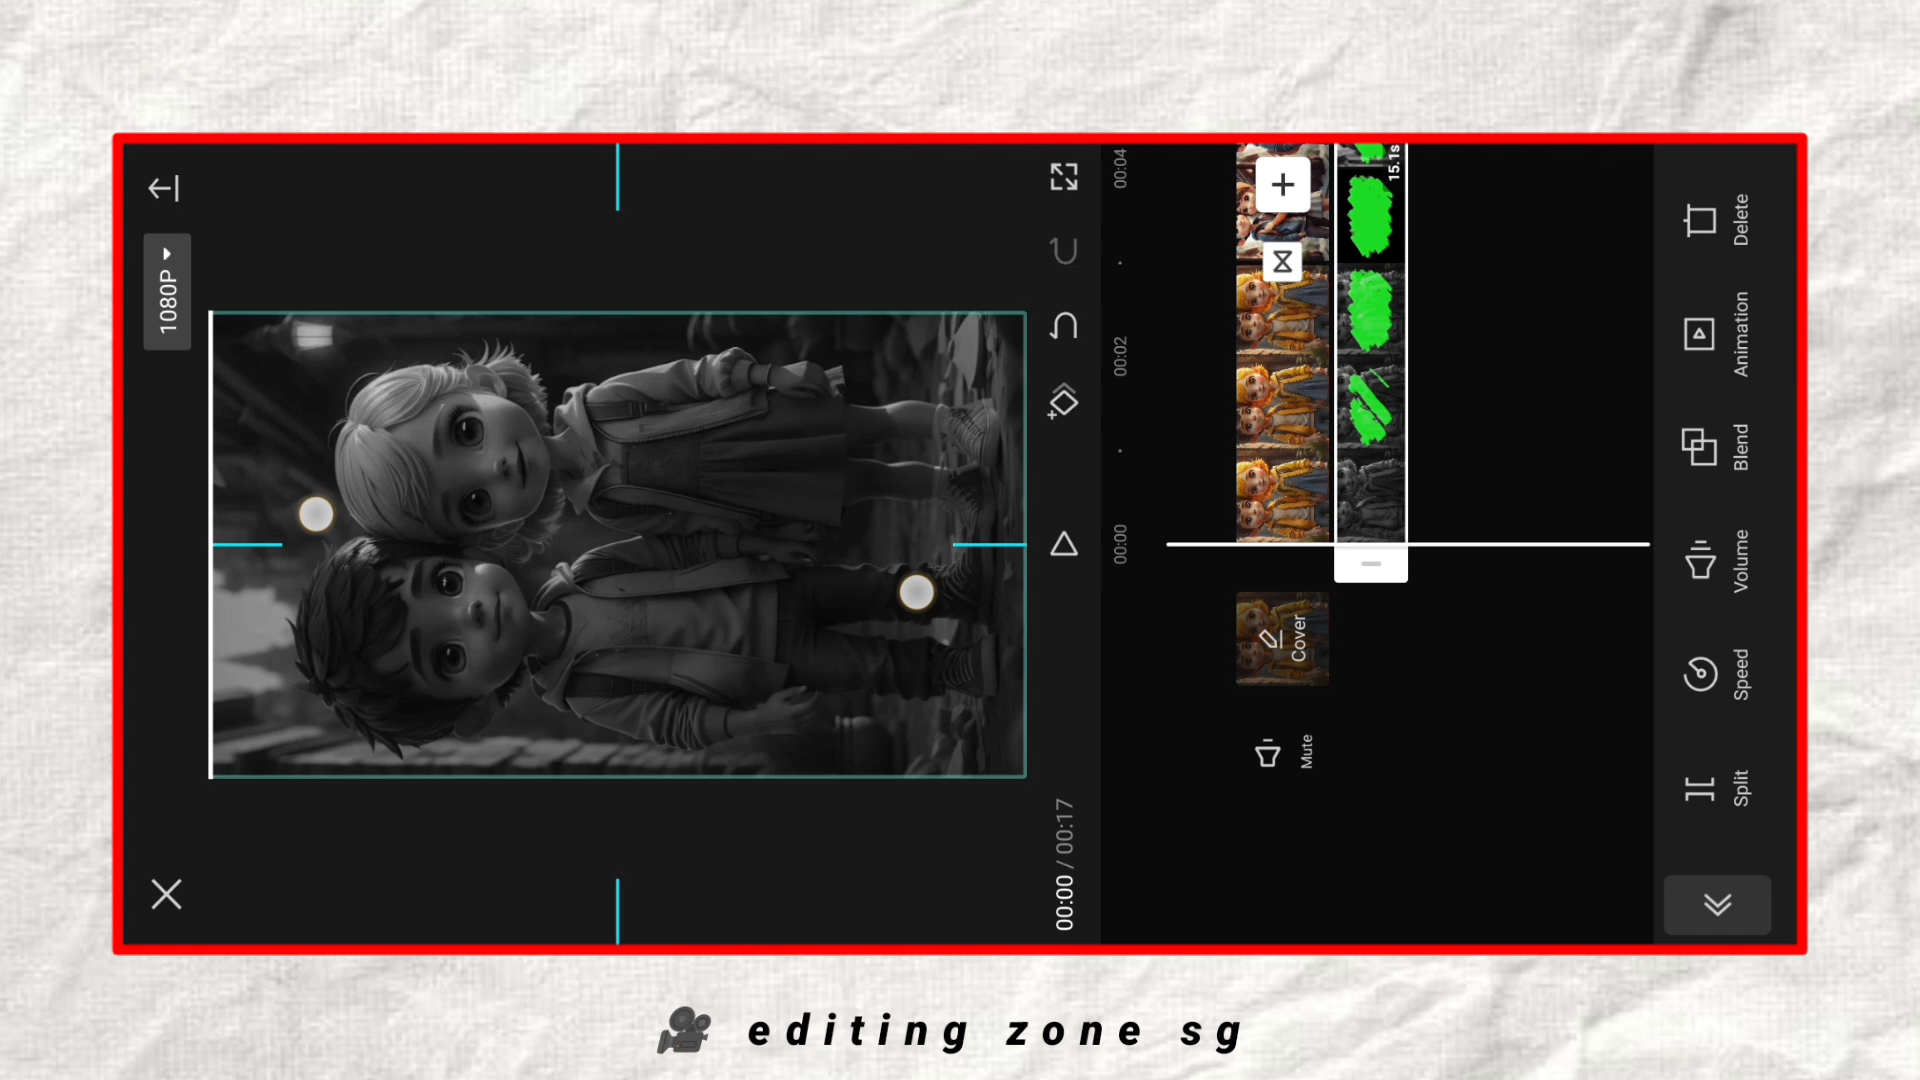 1080P
00:00 / 00:17
00:00
00:02
00:04
15.1s
Cover
Mute
Split
Speed
Volume
Blend
Animation
Delete
editing zone sg